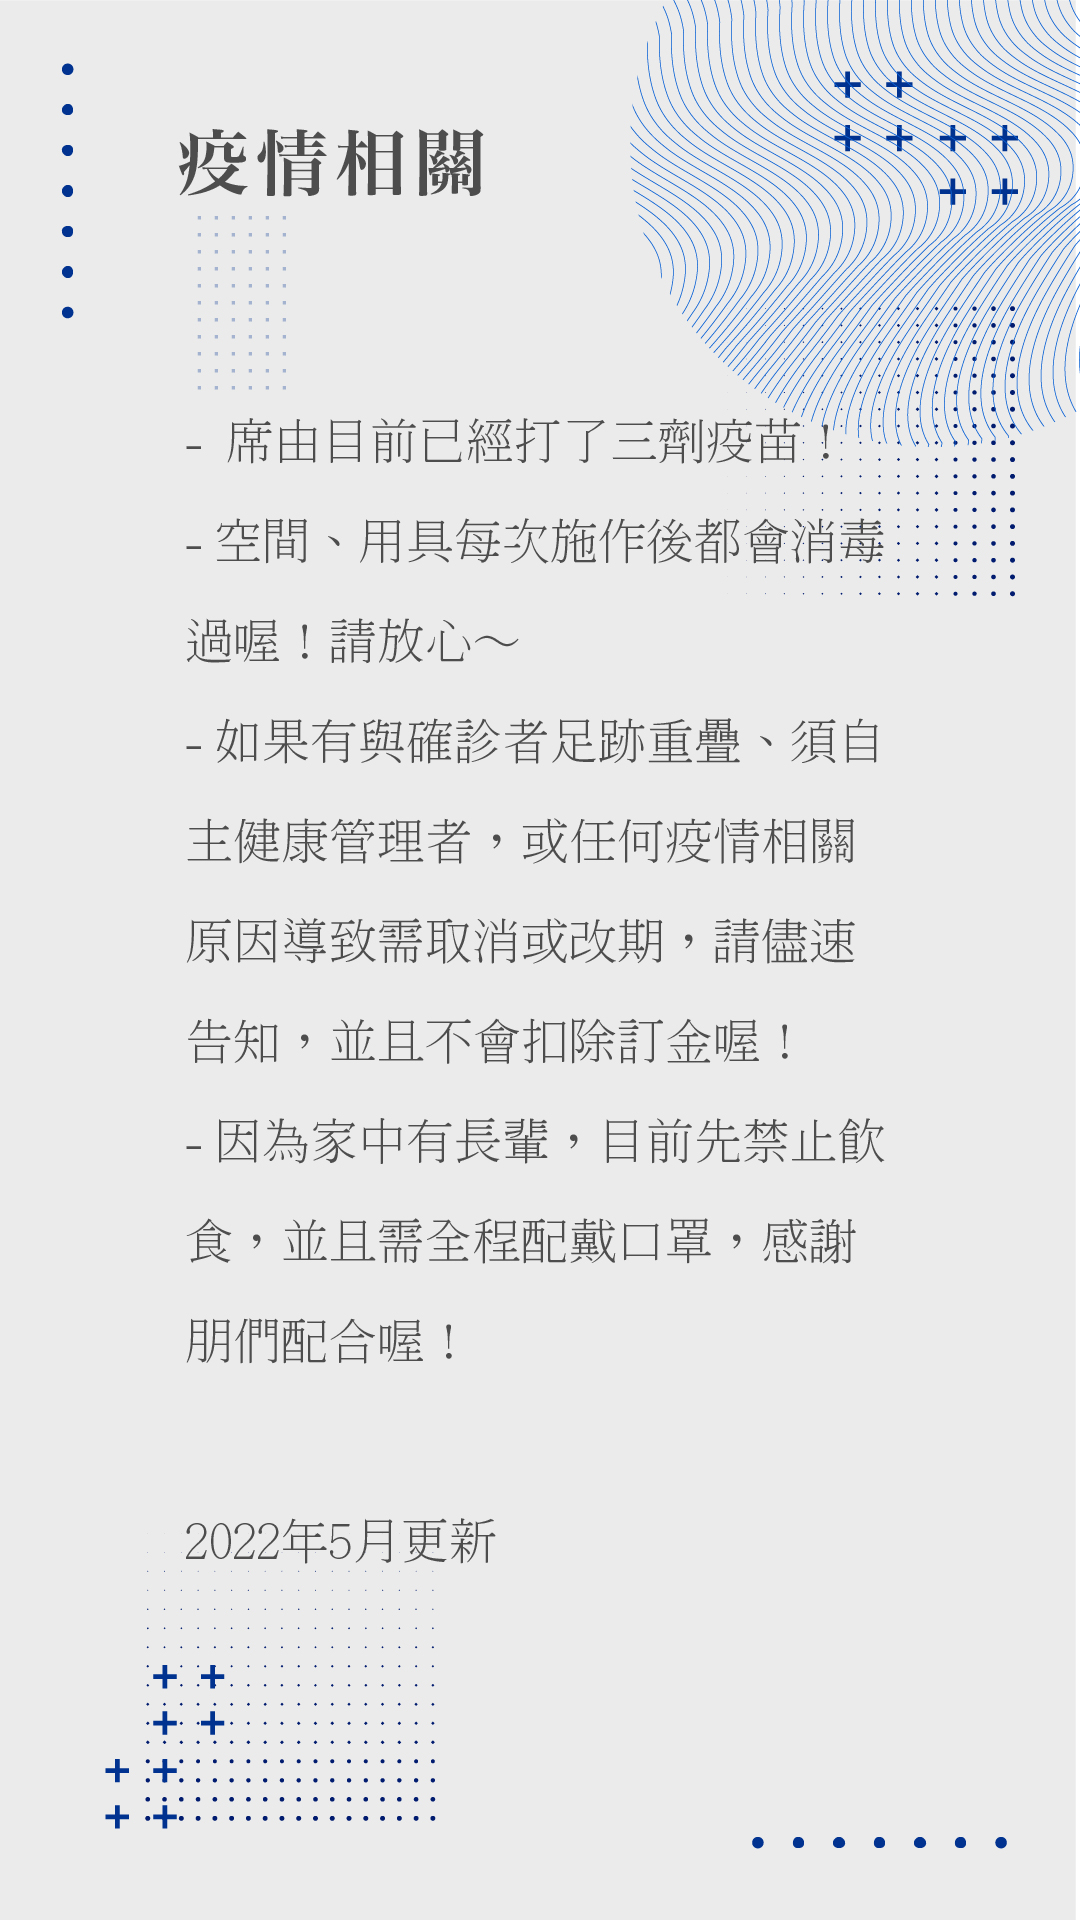 疫情相關
- 席由目前已經打了三劑疫苗！
- 空間、用具每次施作後都會消毒
過喔！請放心～
- 如果有與確診者足跡重疊、須自
主健康管理者，或任何疫情相關
原因導致需取消或改期，請儘速
告知，並且不會扣除訂金喔！
- 因為家中有長輩，目前先禁止飲
食，並且需全程配戴口罩，感謝
朋們配合喔！
2022年5月更新